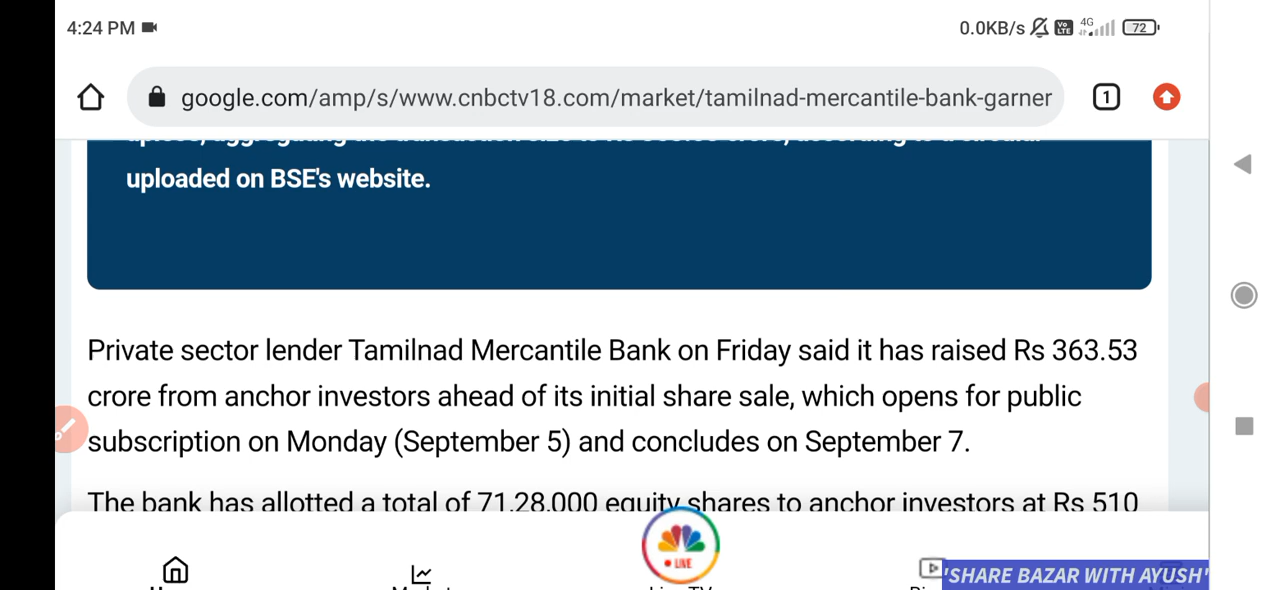 4:24 PM
0.0KB/s
Vo LTE
4G
72
google.com/amp/s/www.cnbctv18.com/market/tamilnad-mercantile-bank-garner
1
uploaded on BSE's website.
Private sector lender Tamilnad Mercantile Bank on Friday said it has raised Rs 363.53
crore from anchor investors ahead of its initial share sale, which opens for public
subscription on Monday (September 5) and concludes on September 7.
The bank has allotted a total of 71,28,000 equity shares to anchor investors at Rs 510
LIVE
'SHARE BAZAR WITH AYUSH'